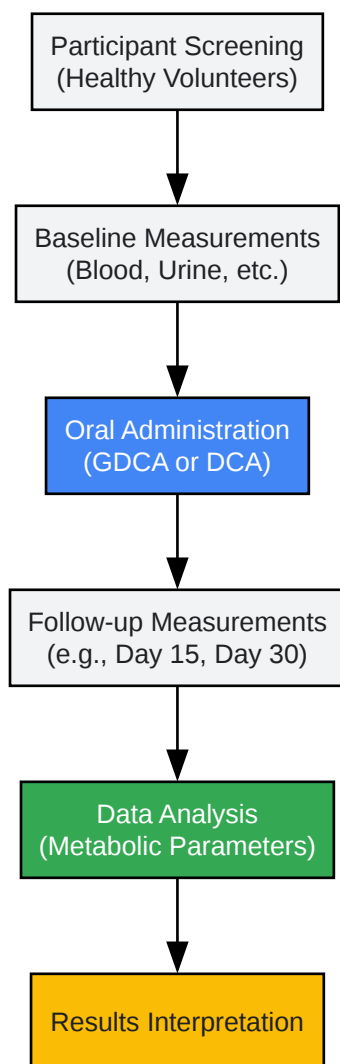 Participant Screening
(Healthy Volunteers)
Baseline Measurements
(Blood, Urine, etc.)
Oral Administration
(GDCA or DCA)
Follow-up Measurements
(e.g., Day 15, Day 30)
Data Analysis
(Metabolic Parameters)
Results Interpretation